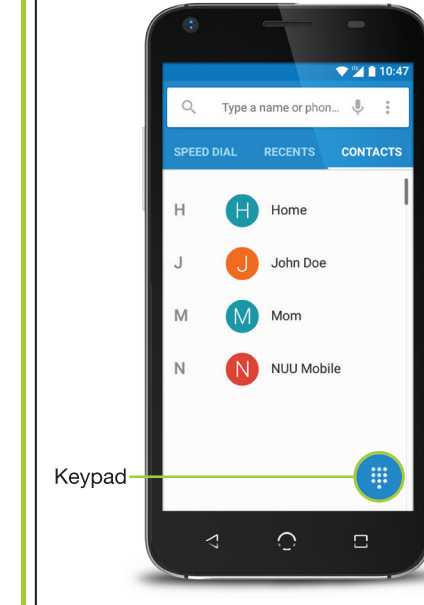 10:47
Type a name or phon...
SPEED DIAL RECENTS CONTACTS
H H Home
J J John Doe
M M Mom
N N NUU Mobile
Keypad